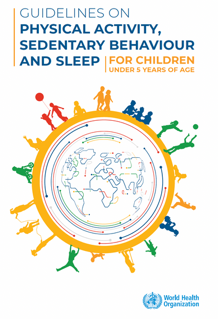 GUIDELINES ON
PHYSICAL ACTIVITY,
SEDENTARY BEHAVIOUR
AND SLEEP
FOR CHILDREN
UNDER 5 YEARS OF AGE
World Health
Organization